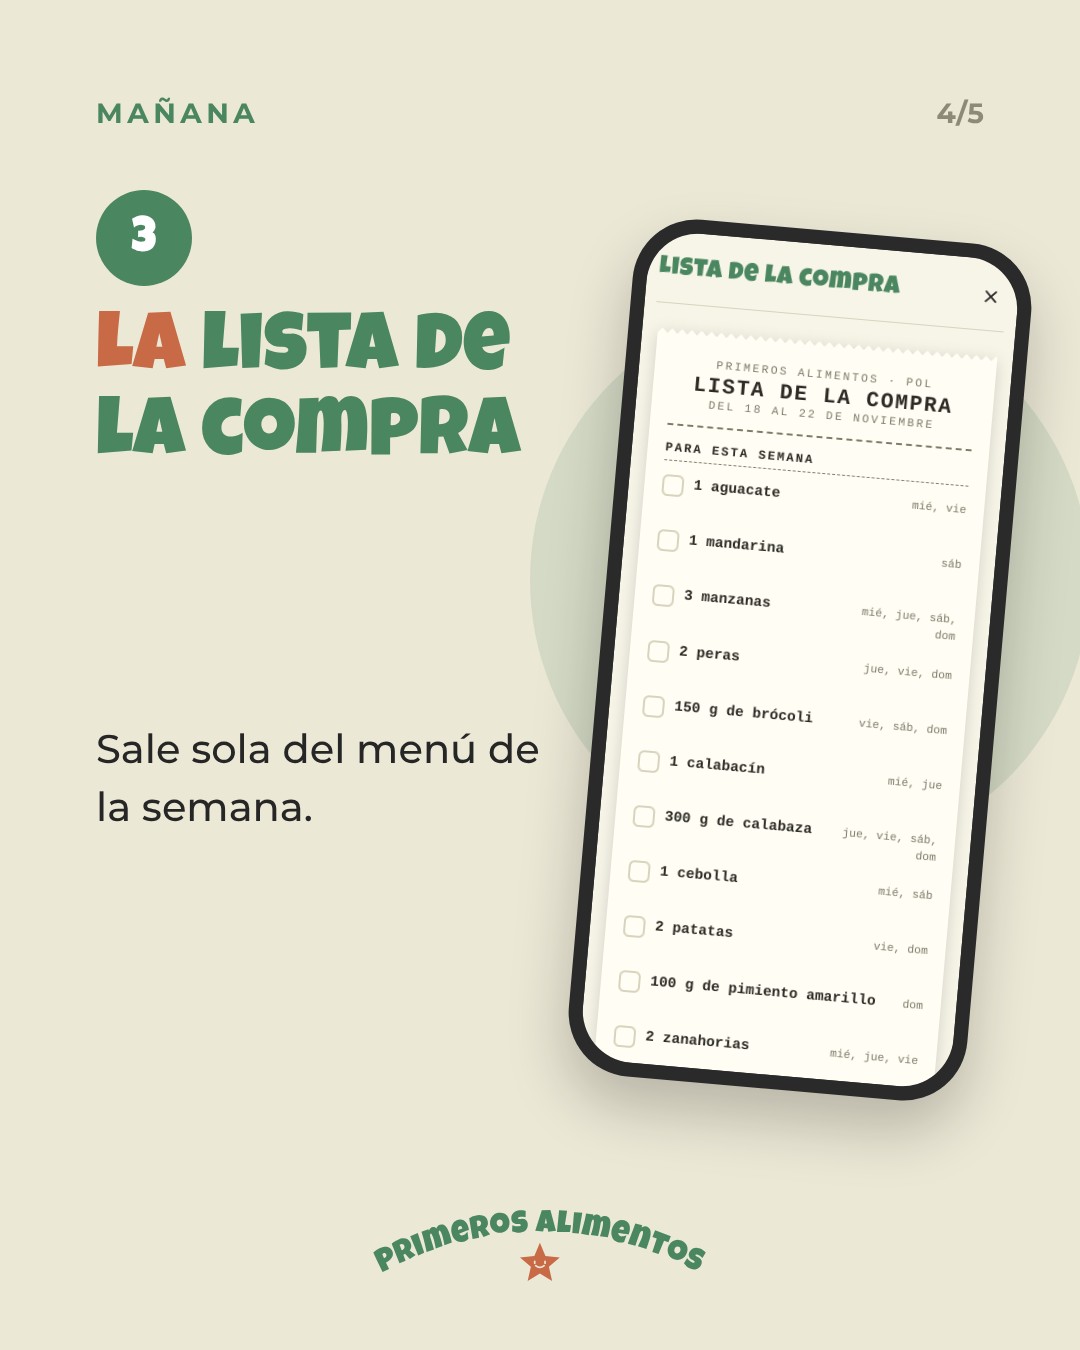 MAÑANA
4/5
3
LA LISTA DE
LA COMPRA
Sale sola del menú de
la semana.
LISTA DE LA COMPRA
×
PRIMEROS ALIMENTOS · POL
LISTA DE LA COMPRA
DEL 18 AL 22 DE NOVIEMBRE
PARA ESTA SEMANA
1 aguacate mié, vie
1 mandarina sáb
3 manzanas mié, jue, sáb,
dom
2 peras jue, vie, dom
150 g de brócoli vie, sáb, dom
1 calabacín mié, jue
300 g de calabaza jue, vie, sáb,
dom
1 cebolla mié, sáb
2 patatas vie, dom
100 g de pimiento amarillo dom
2 zanahorias mié, jue, vie
PRIMEROS ALIMENTOS